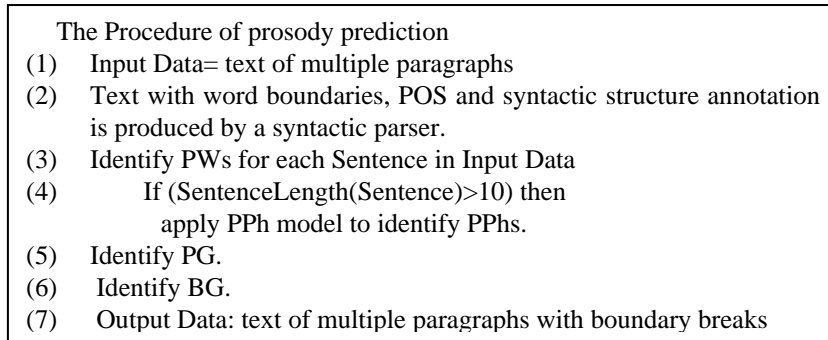 The Procedure of prosody prediction
(1) Input Data= text of multiple paragraphs
(2) Text with word boundaries, POS and syntactic structure annotation
is produced by a syntactic parser.
(3) Identify PWs for each Sentence in Input Data
(4) If (SentenceLength(Sentence)>10) then
apply PPh model to identify PPhs.
(5) Identify PG.
(6) Identify BG.
(7) Output Data: text of multiple paragraphs with boundary breaks